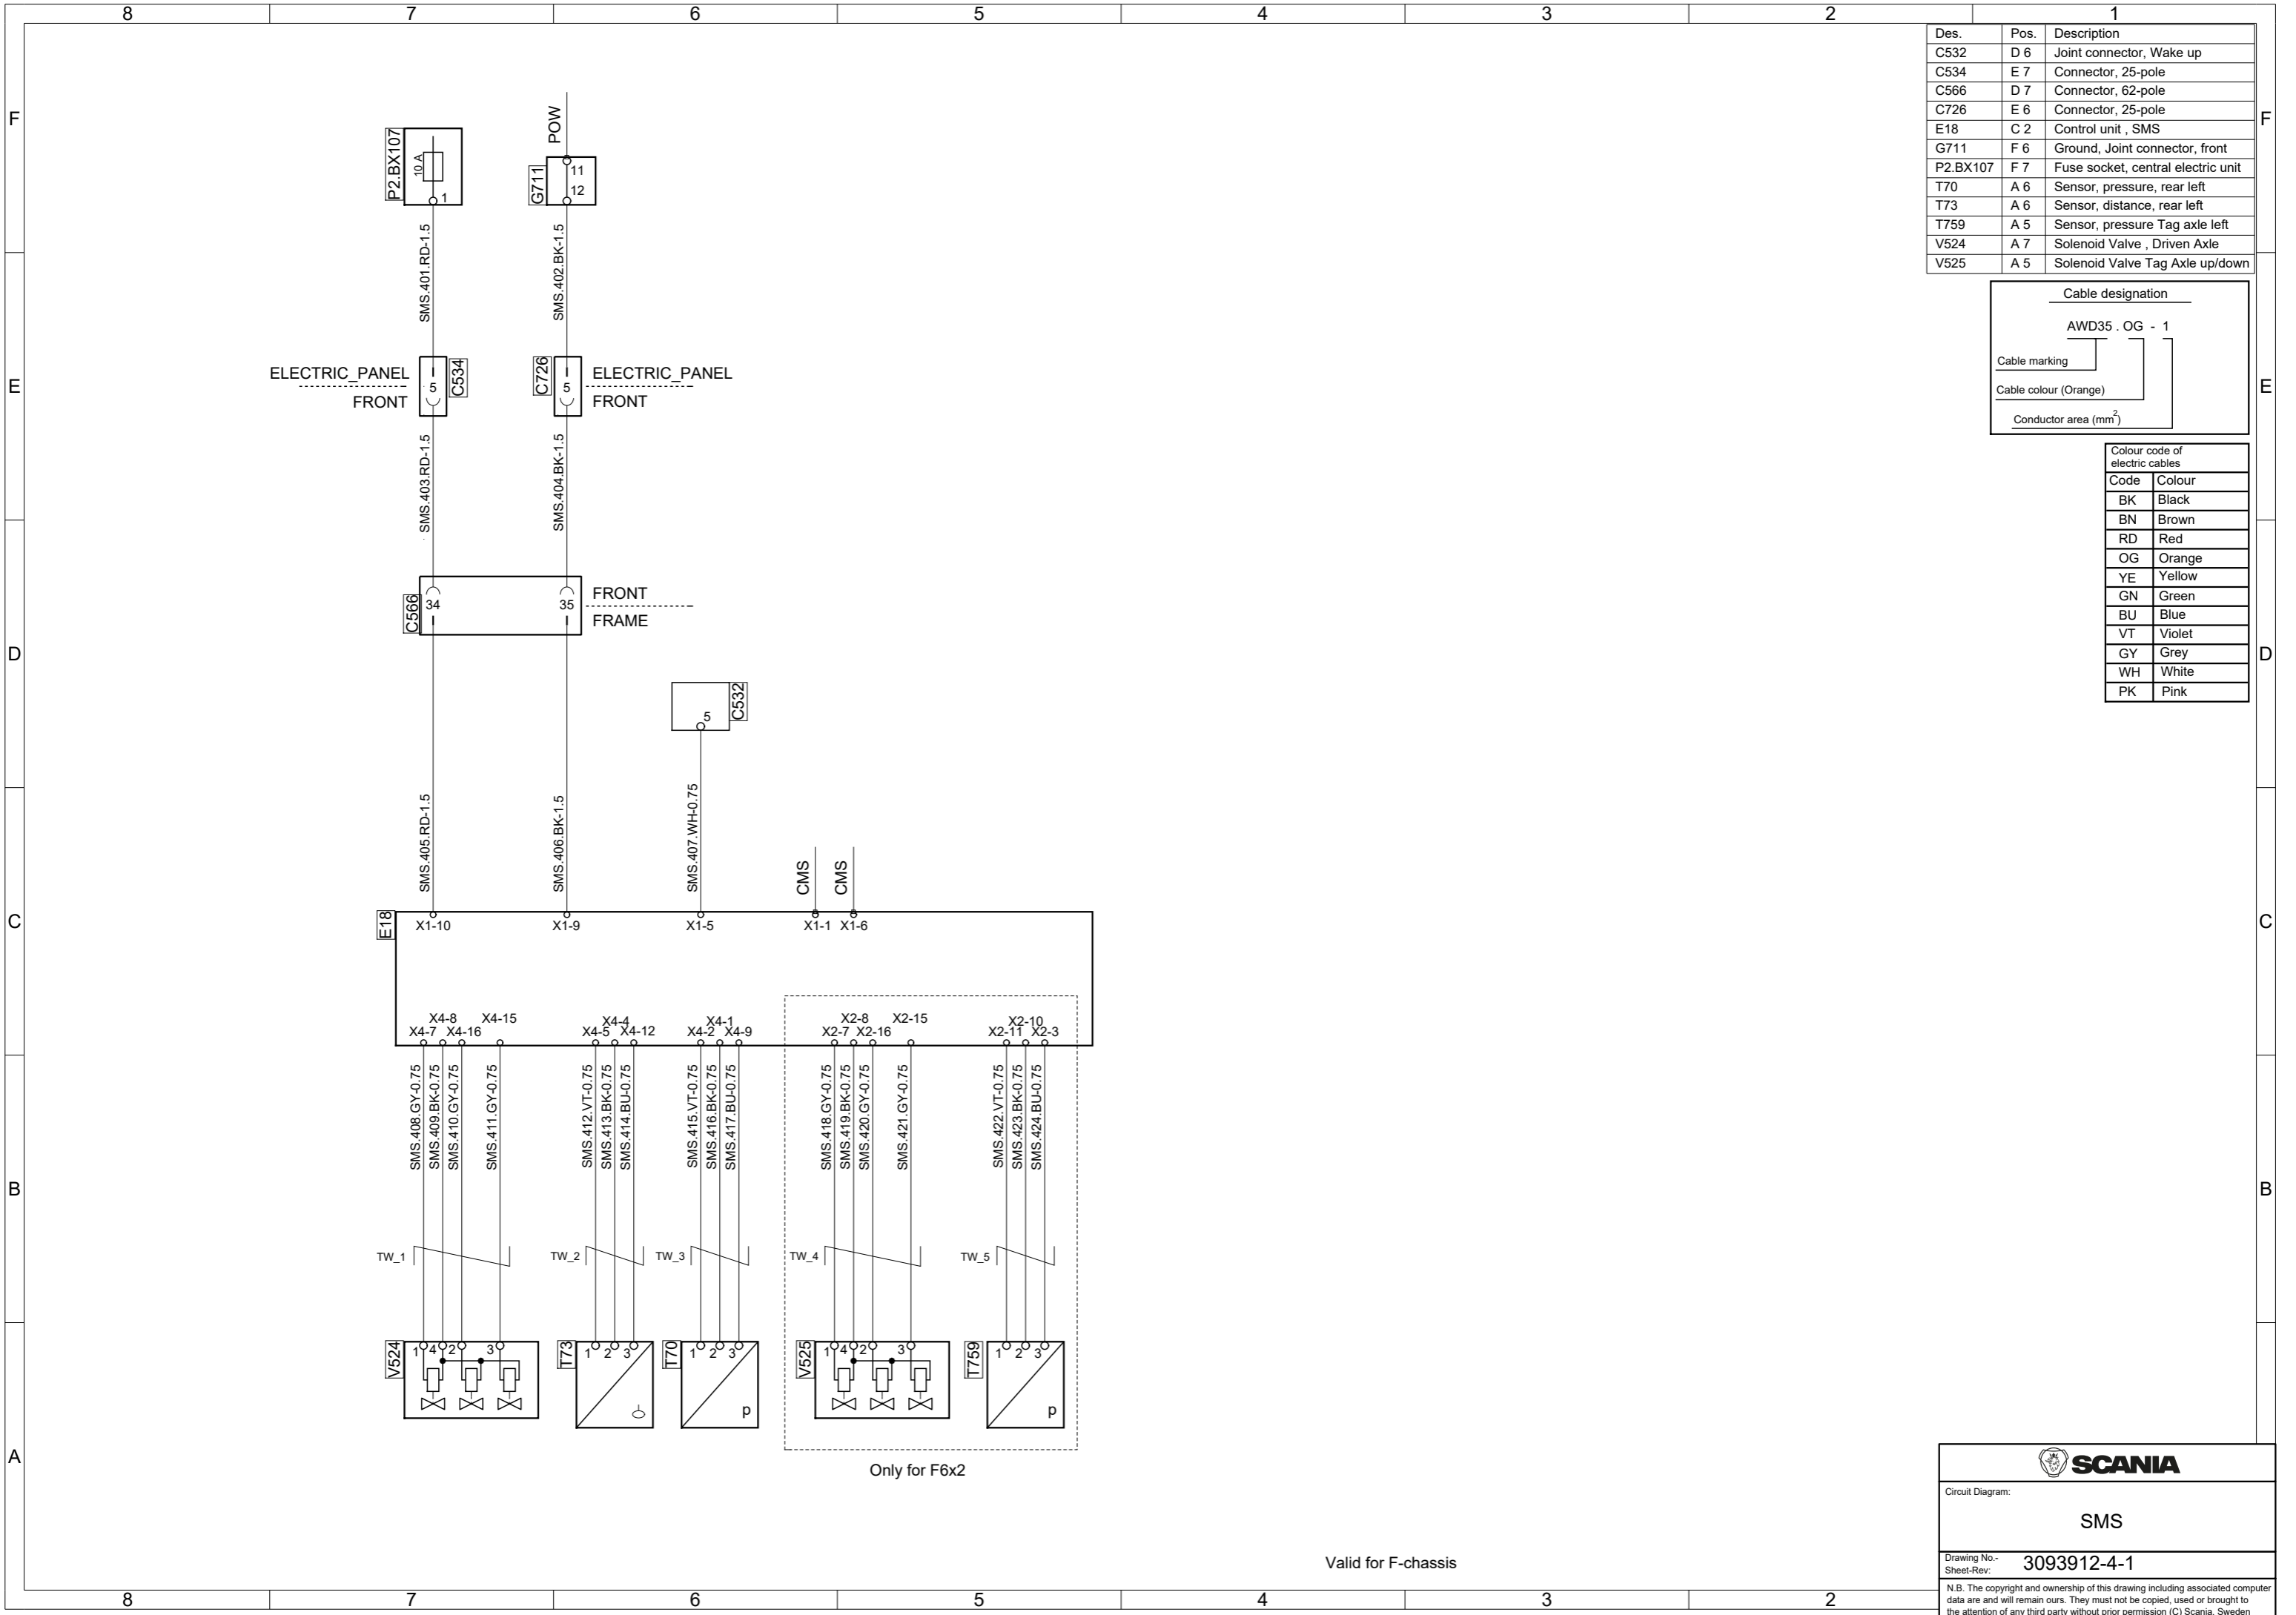 8 7 6 5 4 3 2 1
Des. Pos. Description
C532 D 6 Joint connector, Wake up
C534 E 7 Connector, 25-pole
C566 D 7 Connector, 62-pole
C726 E 6 Connector, 25-pole
E18 C 2 Control unit , SMS
G711 F 6 Ground, Joint connector, front
P2.BX107 F 7 Fuse socket, central electric unit
T70 A 6 Sensor, pressure, rear left
T73 A 6 Sensor, distance, rear left
T759 A 5 Sensor, pressure Tag axle left
V524 A 7 Solenoid Valve , Driven Axle
V525 A 5 Solenoid Valve Tag Axle up/down
Cable designation
AWD35 . OG - 1
Cable marking
Cable colour (Orange)
Conductor area (mm2)
Colour code of
electric cables
Code Colour
BK Black
BN Brown
RD Red
OG Orange
YE Yellow
GN Green
BU Blue
VT Violet
GY Grey
WH White
PK Pink
F F
P2.BX107
10 A
1
POW
G711
11
12
SMS.401.RD-1.5
SMS.402.BK-1.5
E E
ELECTRIC_PANEL
FRONT
5
C534
C726
5
ELECTRIC_PANEL
FRONT
SMS.403.RD-1.5
SMS.404.BK-1.5
D D
C566
34 35
FRONT
FRAME
5
C532
SMS.405.RD-1.5
SMS.406.BK-1.5
SMS.407.WH-0.75
CMS
CMS
C C
E18
X1-10 X1-9 X1-5 X1-1 X1-6
X4-8 X4-15 X4-4 X4-1 X2-8 X2-15 X2-10
X4-7 X4-16 X4-5 X4-12 X4-2 X4-9 X2-7 X2-16 X2-11 X2-3
SMS.408.GY-0.75
SMS.409.BK-0.75
SMS.410.GY-0.75
SMS.411.GY-0.75
SMS.412.VT-0.75
SMS.413.BK-0.75
SMS.414.BU-0.75
SMS.415.VT-0.75
SMS.416.BK-0.75
SMS.417.BU-0.75
SMS.418.GY-0.75
SMS.419.BK-0.75
SMS.420.GY-0.75
SMS.421.GY-0.75
SMS.422.VT-0.75
SMS.423.BK-0.75
SMS.424.BU-0.75
B B
TW_1 TW_2 TW_3 TW_4 TW_5
V524
1 4 2 3
T73
1 2 3
T70
1 2 3
p
V525
1 4 2 3
T759
1 2 3
p
A
Only for F6x2
Valid for F-chassis
SCANIA
Circuit Diagram:
SMS
Drawing No.-
Sheet-Rev: 3093912-4-1
N.B. The copyright and ownership of this drawing including associated computer
data are and will remain ours. They must not be copied, used or brought to
the attention of any third party without prior permission (C) Scania, Sweden
8 7 6 5 4 3 2